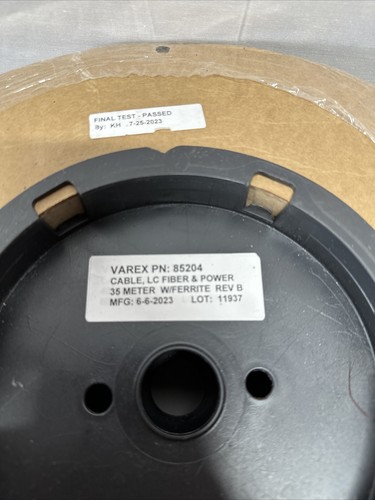 FINAL TEST - PASSED
By: KH .7-25-2023
VAREX PN: 85204
CABLE, LC FIBER & POWER
35 METER W/FERRITE REV B
MFG: 6-6-2023 LOT: 11937